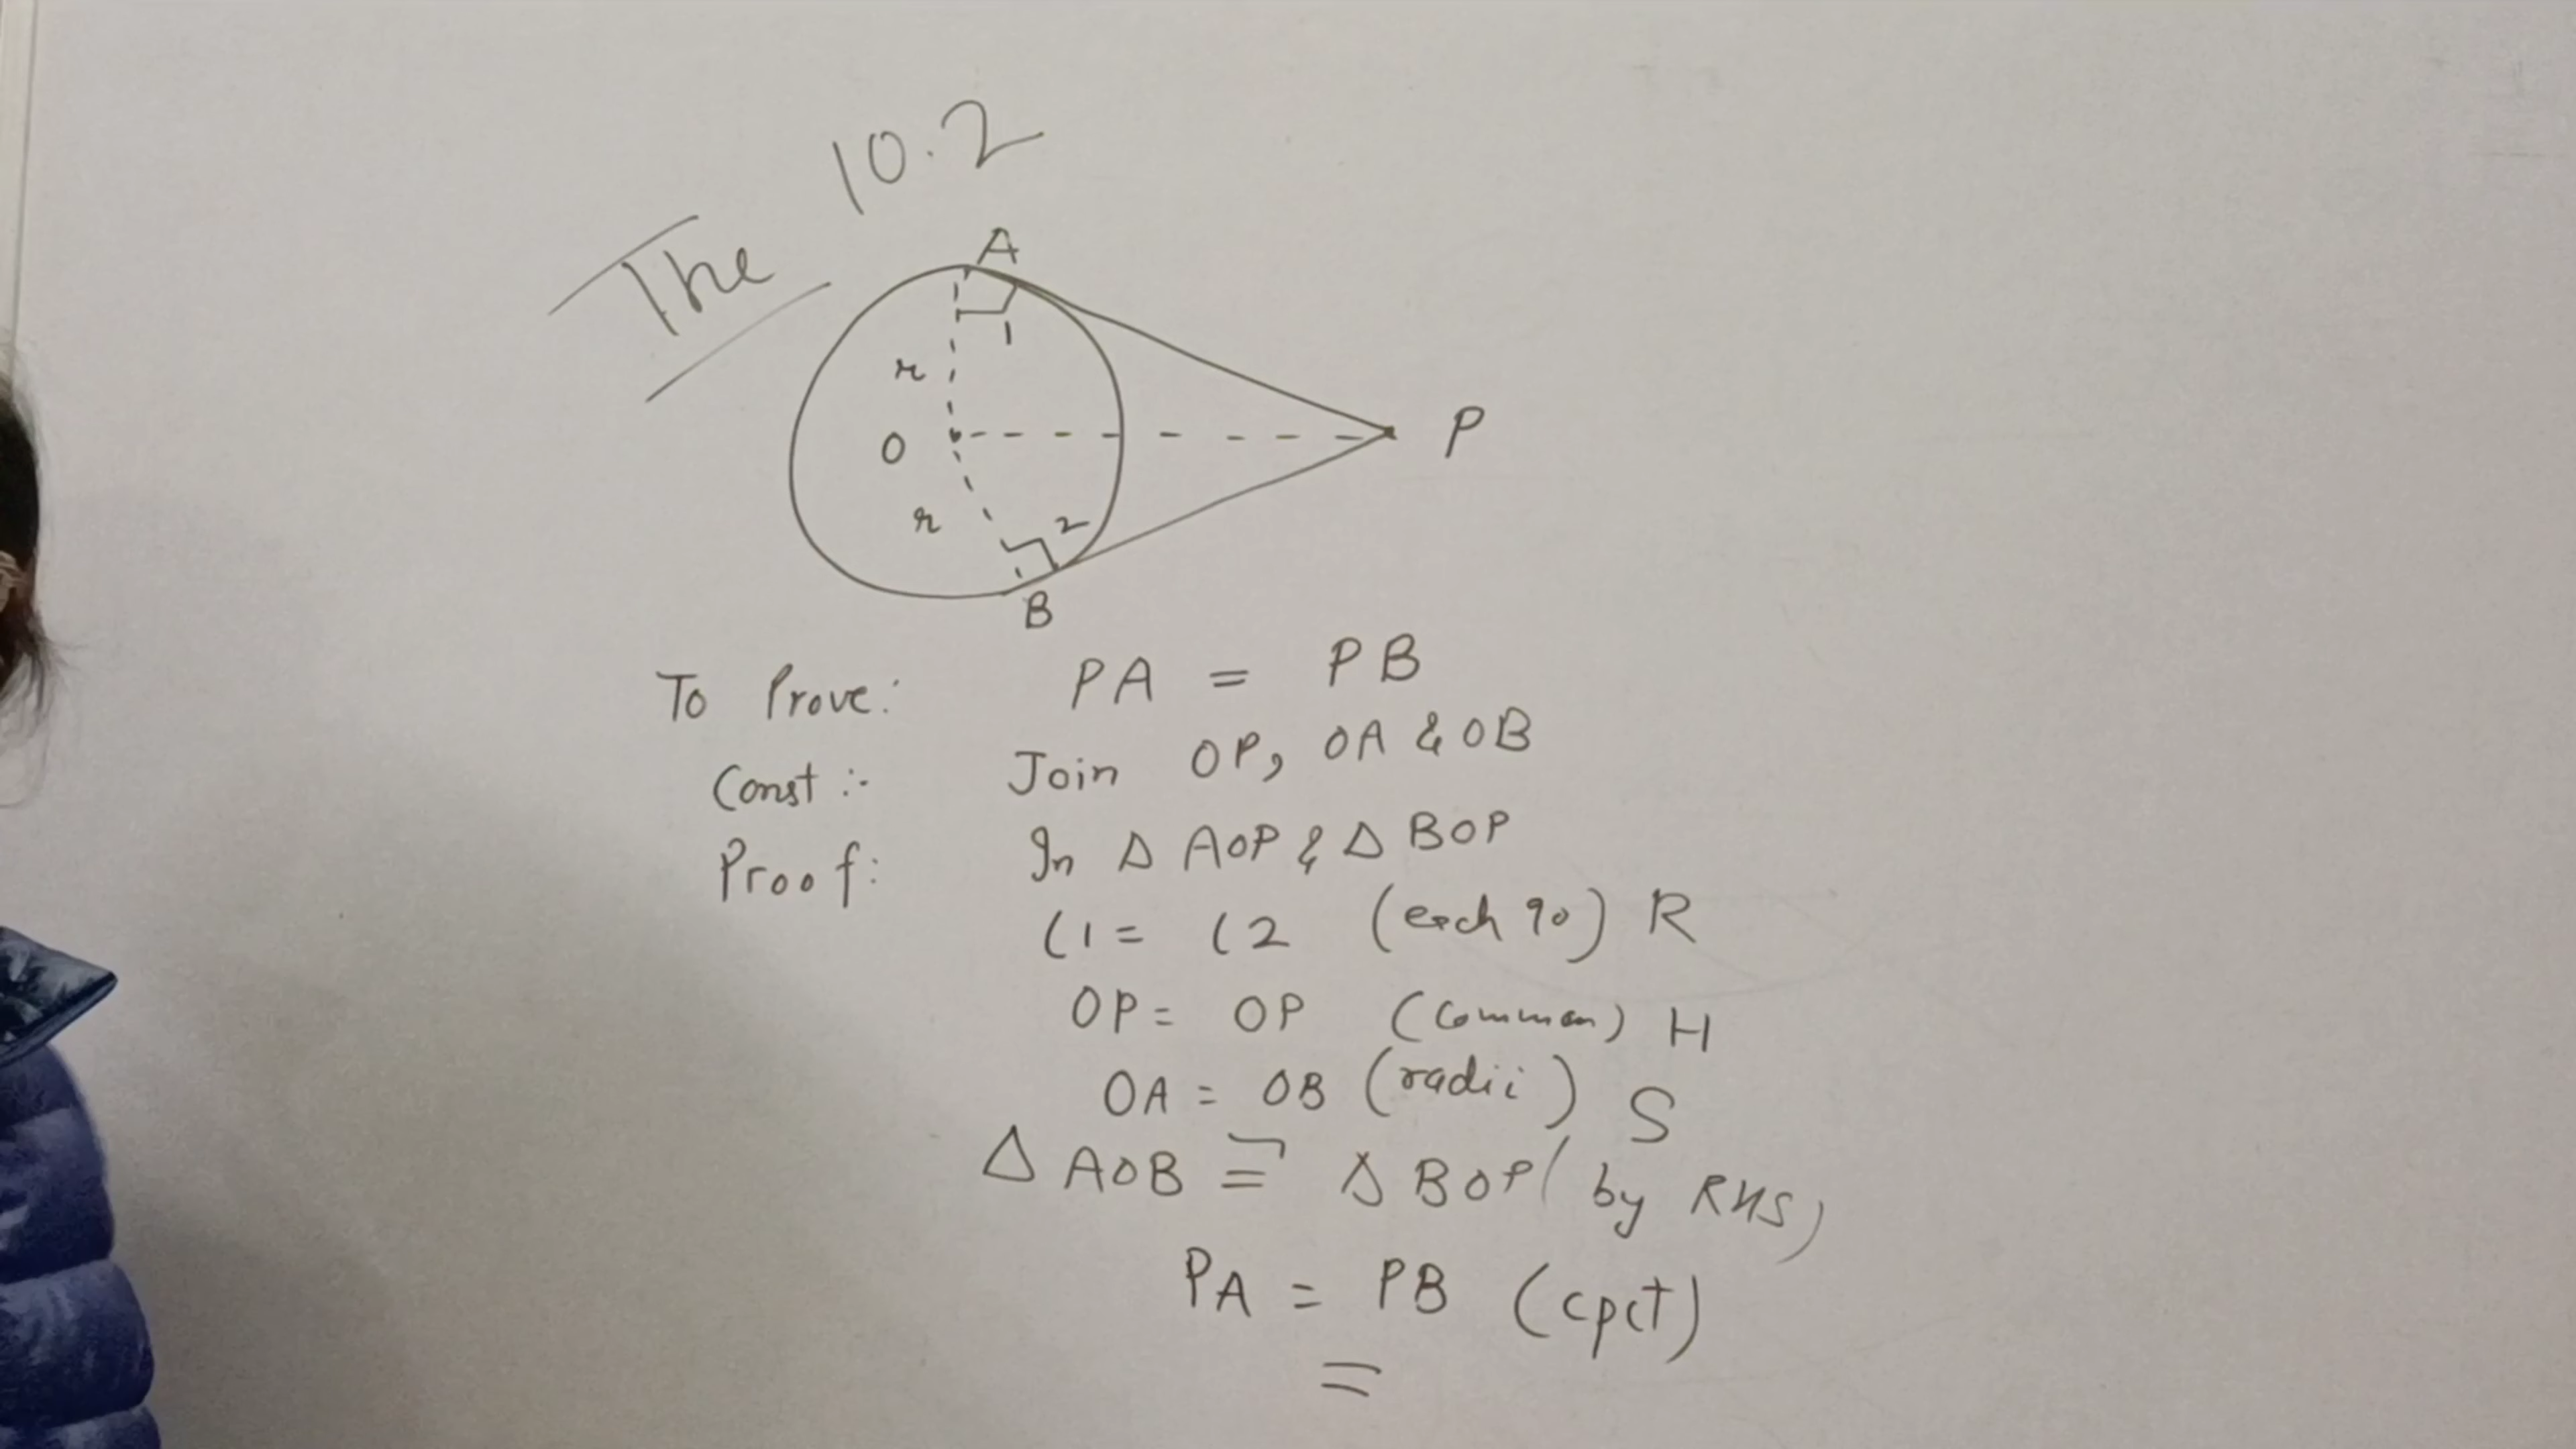 The 10.2
A
1
r
O
P
r
2
B
To Prove: PA = PB
Const :- Join OP, OA & OB
Proof: In Δ AOP & Δ BOP
(1 = (2 (each 90) R
OP = OP (Common) H
OA = OB (radii) S
Δ AOB ≅ Δ BOP (by RHS)
PA = PB (cpct)